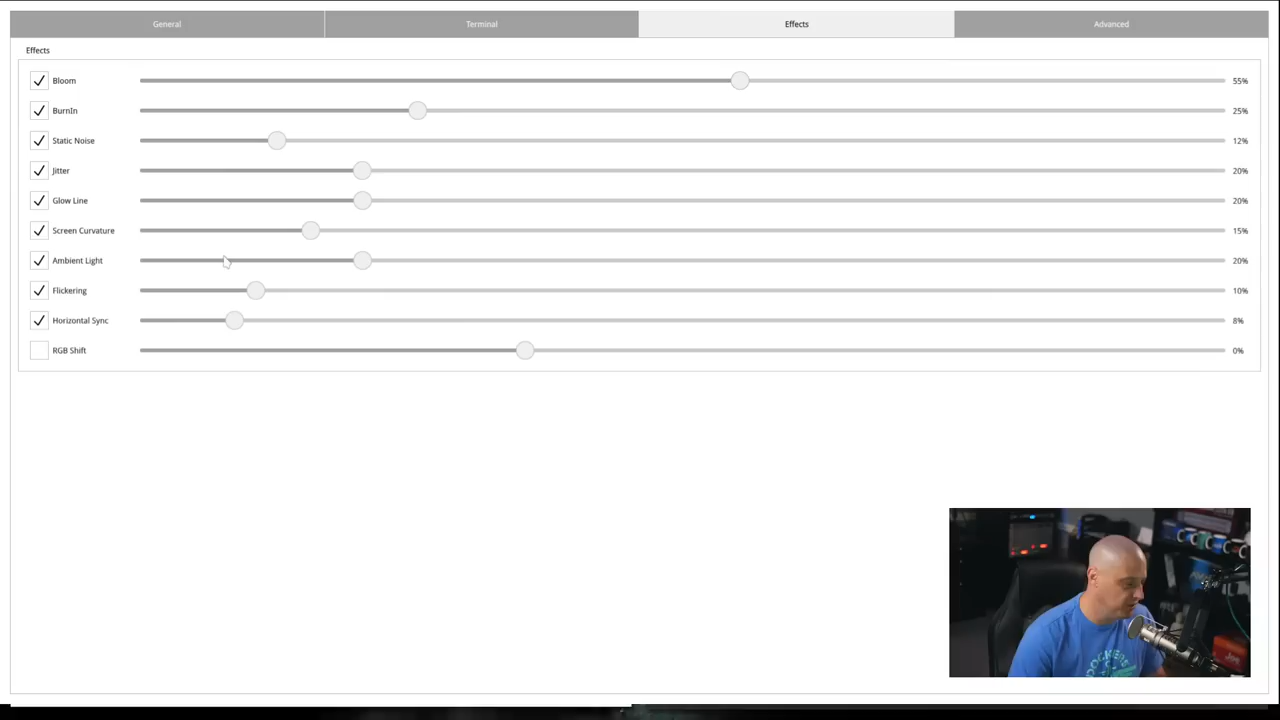 General Terminal Effects Advanced
Effects
Bloom 55%
BurnIn 25%
Static Noise 12%
Jitter 20%
Glow Line 20%
Screen Curvature 15%
Ambient Light 20%
Flickering 10%
Horizontal Sync 8%
RGB Shift 0%
DOCKERS